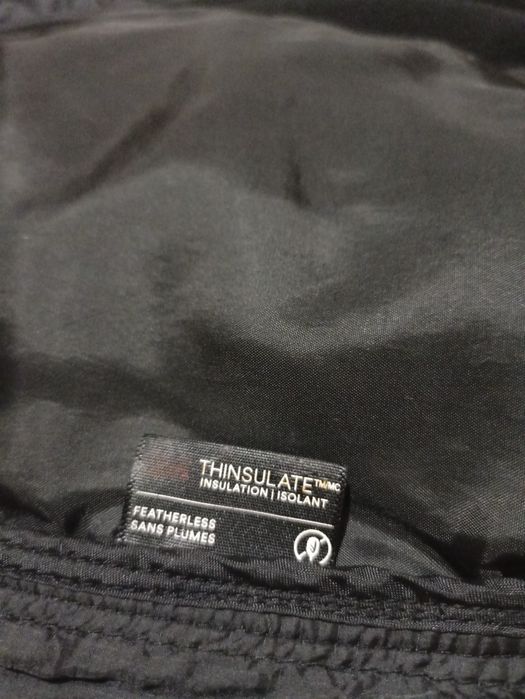 THINSULATE™/MC
INSULATION | ISOLANT
FEATHERLESS
SANS PLUMES